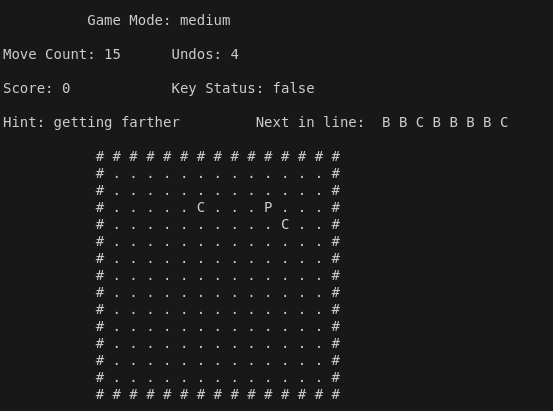 Game Mode: medium
Move Count: 15 Undos: 4
Score: 0 Key Status: false
Hint: getting farther Next in line: B B C B B B B C
# # # # # # # # # # # # # # #
# . . . . . . . . . . . . . #
# . . . . . . . . . . . . . #
# . . . . . C . . . P . . . #
# . . . . . . . . . . C . . #
# . . . . . . . . . . . . . #
# . . . . . . . . . . . . . #
# . . . . . . . . . . . . . #
# . . . . . . . . . . . . . #
# . . . . . . . . . . . . . #
# . . . . . . . . . . . . . #
# . . . . . . . . . . . . . #
# . . . . . . . . . . . . . #
# . . . . . . . . . . . . . #
# # # # # # # # # # # # # # #